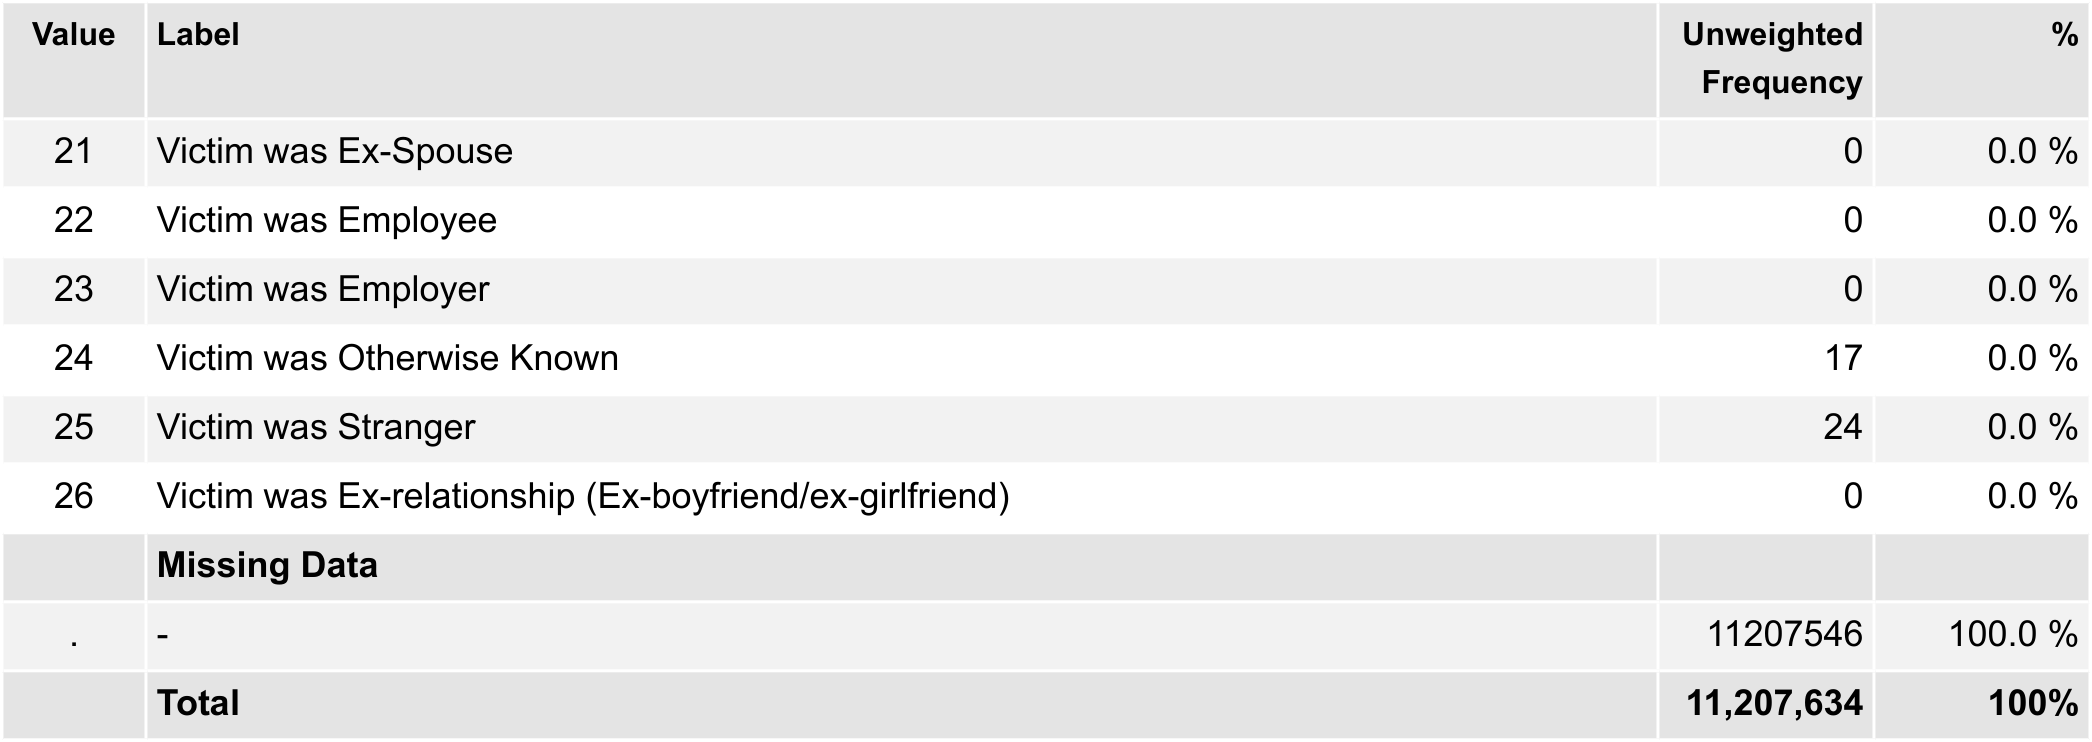 Value Label Unweighted Frequency %
21 Victim was Ex-Spouse 0 0.0 %
22 Victim was Employee 0 0.0 %
23 Victim was Employer 0 0.0 %
24 Victim was Otherwise Known 17 0.0 %
25 Victim was Stranger 24 0.0 %
26 Victim was Ex-relationship (Ex-boyfriend/ex-girlfriend) 0 0.0 %
Missing Data
. - 11207546 100.0 %
Total 11,207,634 100%